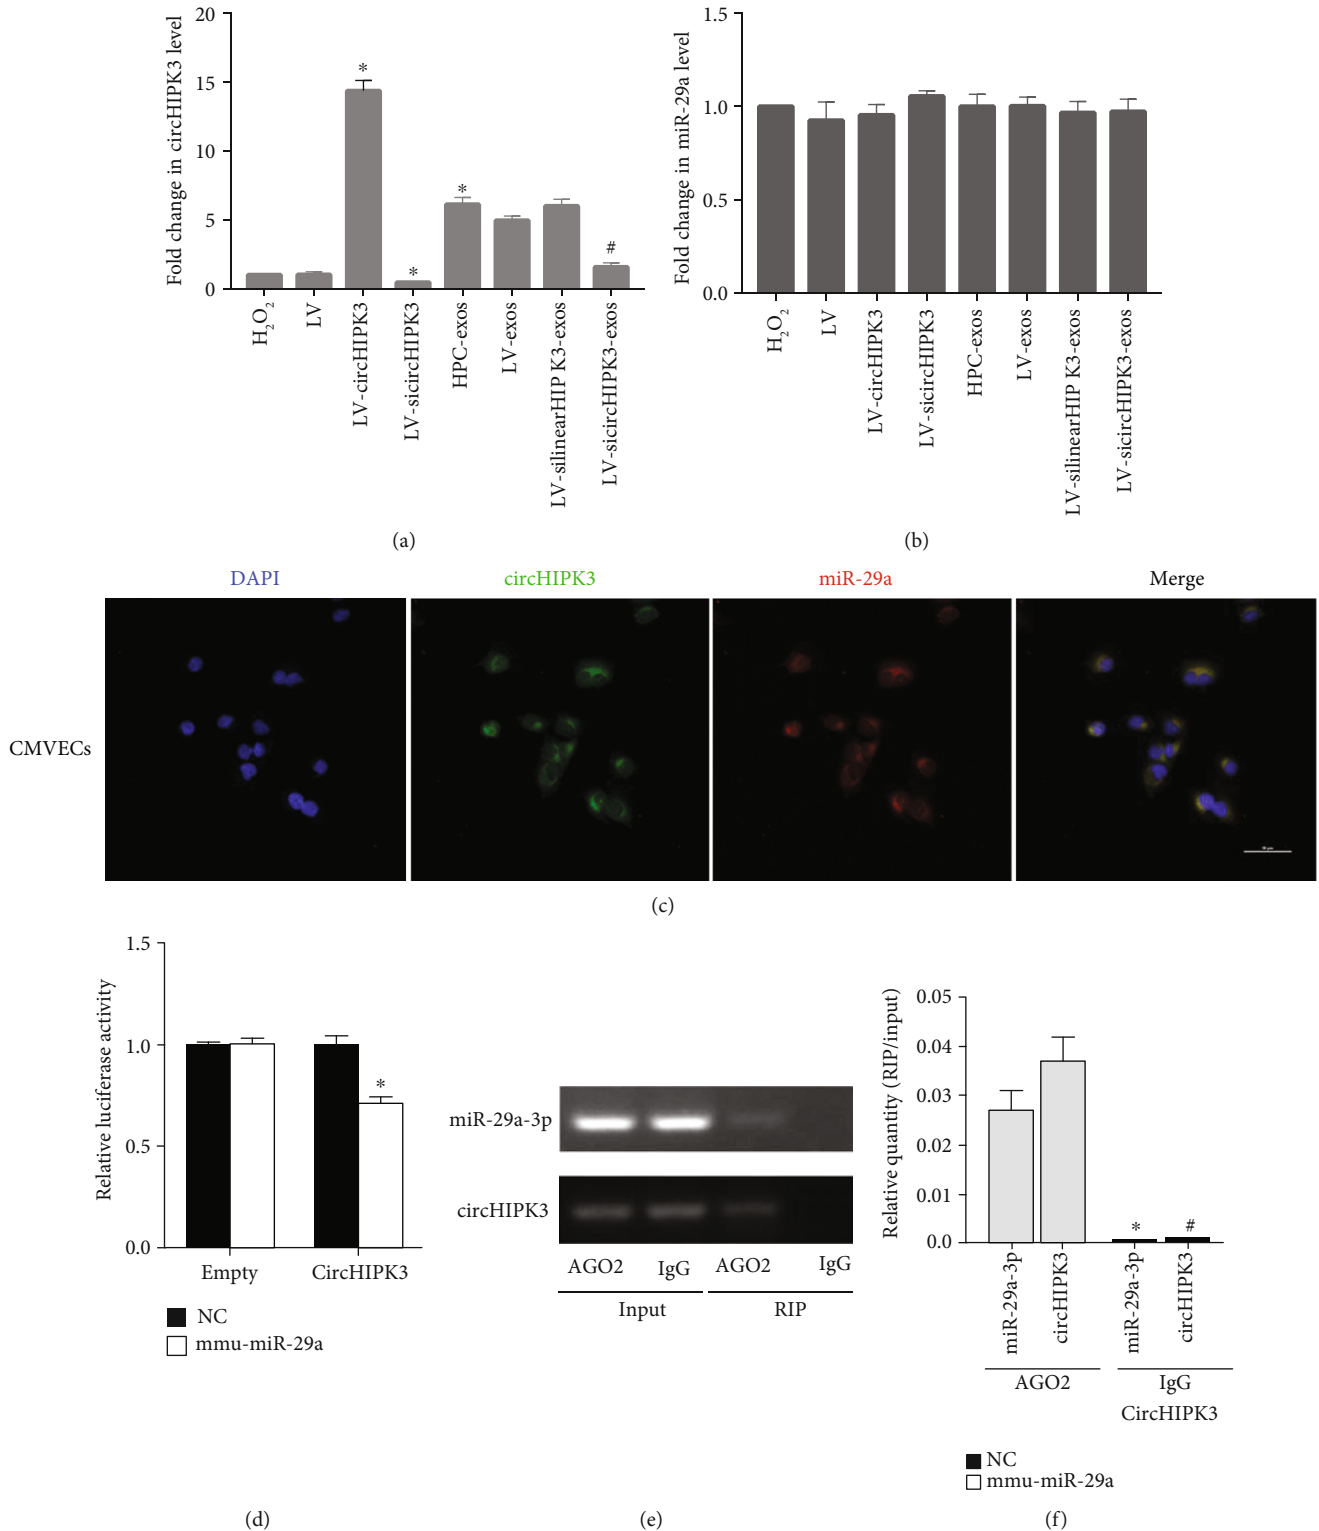 Fold change in circHIPK3 level
20
15
10
5
0
*
*
*
#
H₂O₂
LV
LV-circHIPK3
LV-sicircHIPK3
HPC-exos
LV-exos
LV-silinearHIP K3-exos
LV-sicircHIPK3-exos
(a)
Fold change in miR-29a level
1.5
1.0
0.5
0.0
H₂O₂
LV
LV-circHIPK3
LV-sicircHIPK3
HPC-exos
LV-exos
LV-silinearHIP K3-exos
LV-sicircHIPK3-exos
(b)
DAPI
circHIPK3
miR-29a
Merge
CMVECs
(c)
Relative luciferase activity
1.5
1.0
0.5
0.0
*
Empty
CircHIPK3
NC
mmu-miR-29a
(d)
miR-29a-3p
circHIPK3
AGO2
IgG
AGO2
IgG
Input
RIP
(e)
Relative quantity (RIP/input)
0.05
0.04
0.03
0.02
0.01
0.0
*
#
miR-29a-3p
circHIPK3
miR-29a-3p
circHIPK3
AGO2
IgG
CircHIPK3
NC
mmu-miR-29a
(f)